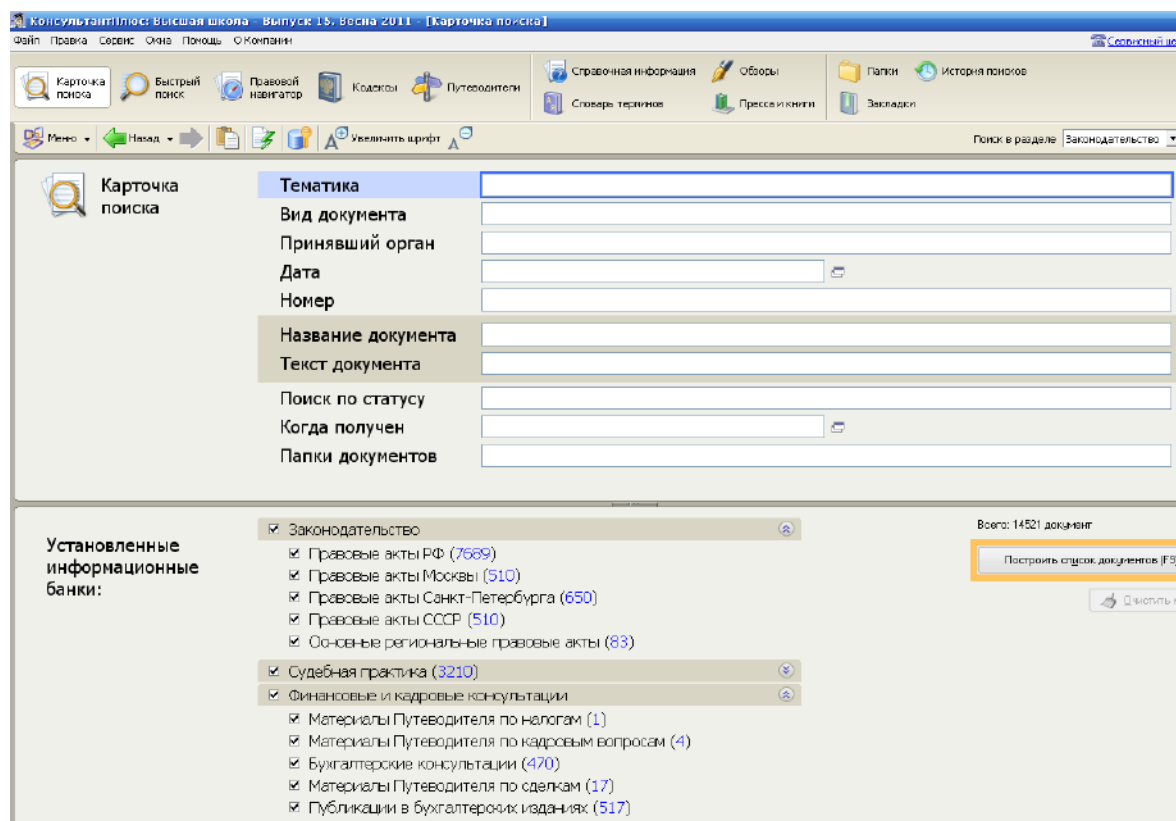 КонсультантПлюс: Высшая школа - Выпуск 15. Весна 2011 - [Карточка поиска]
Файл Правка Сервис Окна Помощь О Компании
Сервисный
Карточка поиска
Быстрый поиск
Правовой навигатор
Кодексы
Путеводители
Справочная информация
Словарь терминов
Обзоры
Пресса и книги
Папки
Закладки
История поисков
Меню
Назад
Увеличить шрифт
Поиск в разделе Законодательство
Карточка
поиска
Тематика
Вид документа
Принявший орган
Дата
Номер
Название документа
Текст документа
Поиск по статусу
Когда получен
Папки документов
Установленные
информационные
банки:
Законодательство
Правовые акты РФ (7689)
Правовые акты Москвы (510)
Правовые акты Санкт-Петербурга (650)
Правовые акты СССР (510)
Основные региональные правовые акты (83)
Судебная практика (3210)
Финансовые и кадровые консультации
Материалы Путеводителя по налогам (1)
Материалы Путеводителя по кадровым вопросам (4)
Бухгалтерские консультации (470)
Материалы Путеводителя по сделкам (17)
Публикации в бухгалтерских изданиях (517)
Всего: 14521 документ
Построить список документов (F9)
Очистить